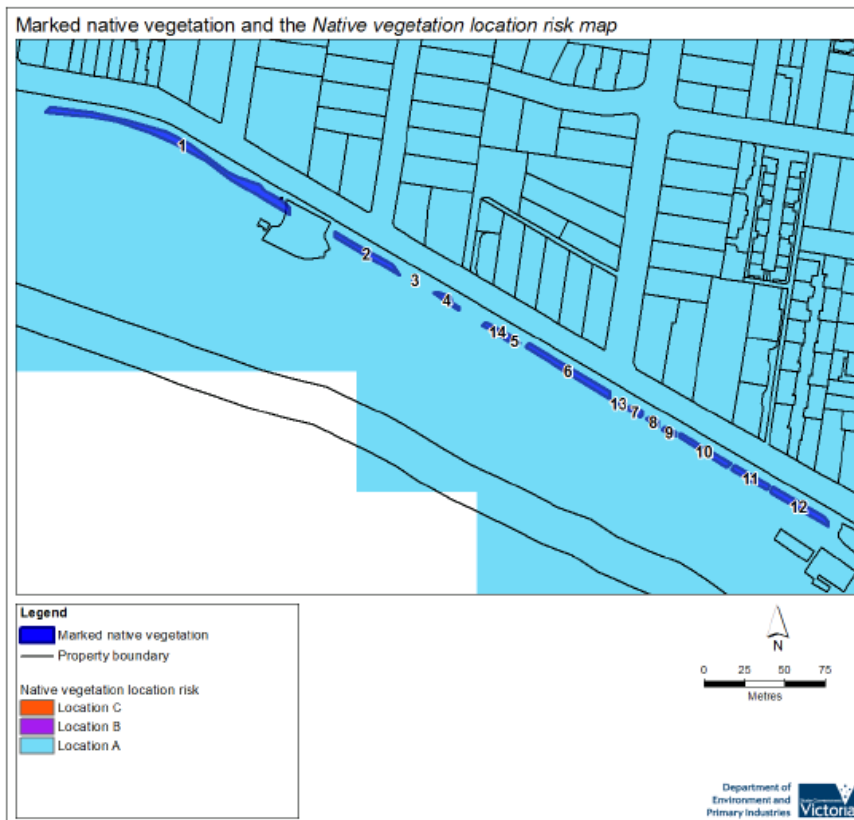 Marked native vegetation and the Native vegetation location risk map
1
2
3
4
14
5
6
13
7
8
9
10
11
12
Legend
Marked native vegetation
Property boundary
Native vegetation location risk
Location C
Location B
Location A
N
0 25 50 75
Metres
Department of
Environment and
Primary Industries
State Government
Victoria